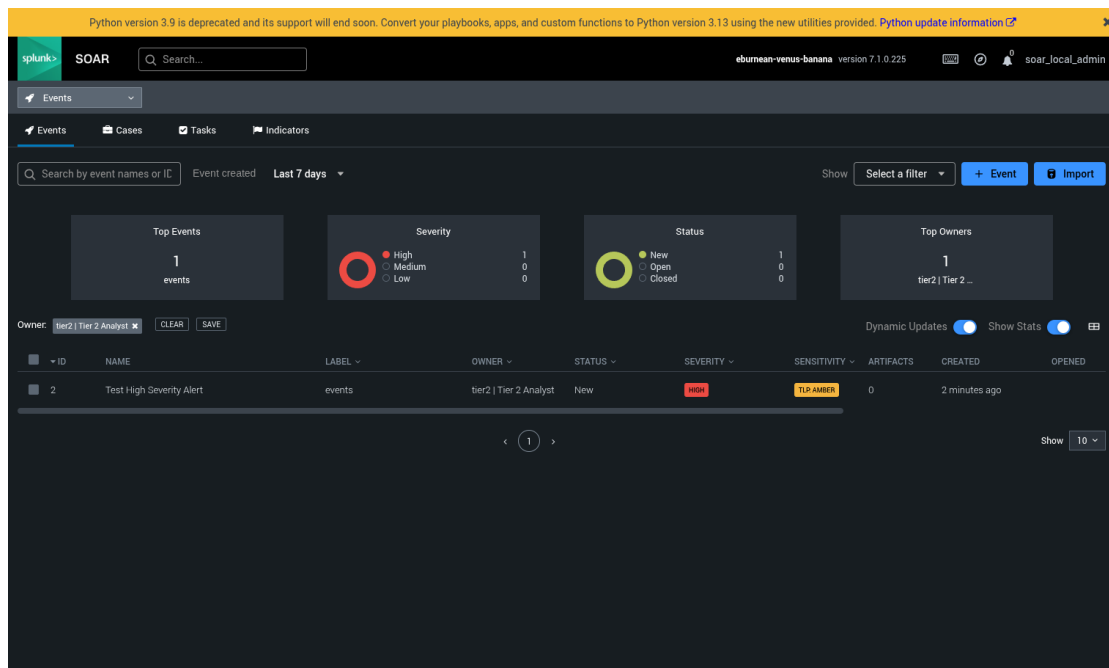 Python version 3.9 is deprecated and its support will end soon. Convert your playbooks, apps, and custom functions to Python version 3.13 using the new utilities provided. Python update information
splunk> SOAR Search... eburnean-venus-banana version 7.1.0.225 0 soar_local_admin
Events
Events Cases Tasks Indicators
Search by event names or ID Event created Last 7 days Show Select a filter + Event Import
Top Events Severity Status Top Owners
1 High 1 New 1 1
Medium 0 Open 0
events Low 0 Closed 0 tier2 | Tier 2 ...
Owner: tier2 | Tier 2 Analyst CLEAR SAVE Dynamic Updates Show Stats
ID NAME LABEL OWNER STATUS SEVERITY SENSITIVITY ARTIFACTS CREATED OPENED
2 Test High Severity Alert events tier2 | Tier 2 Analyst New HIGH TLP:AMBER 0 2 minutes ago
1 Show 10